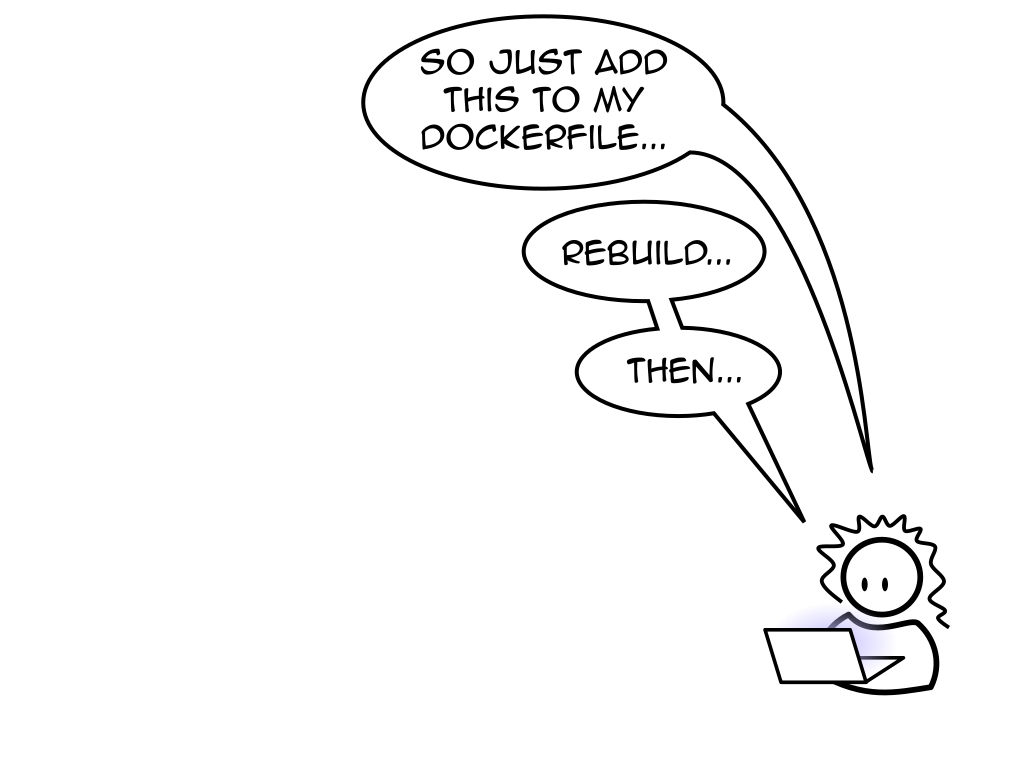 SO JUST ADD
THIS TO MY
DOCKERFILE...
REBUILD...
THEN...